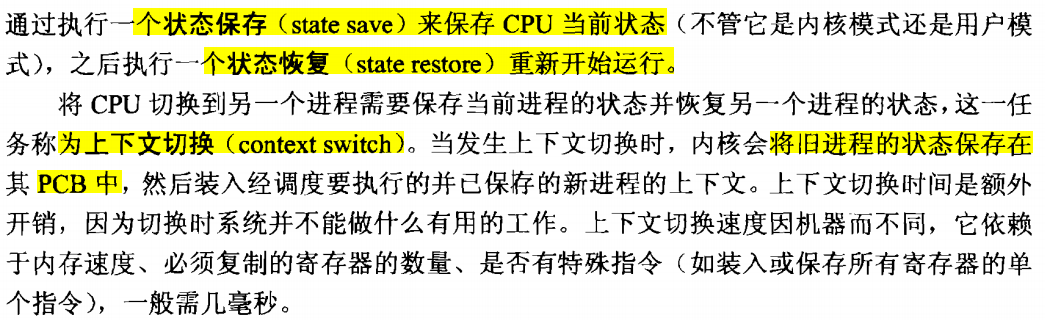 通过执行一个状态保存（state save）来保存 CPU 当前状态（不管它是内核模式还是用户模
式），之后执行一个状态恢复（state restore）重新开始运行。
将 CPU 切换到另一个进程需要保存当前进程的状态并恢复另一个进程的状态，这一任
务称为上下文切换（context switch）。当发生上下文切换时，内核会将旧进程的状态保存在
其 PCB 中，然后装入经调度要执行的并已保存的新进程的上下文。上下文切换时间是额外
开销，因为切换时系统并不能做什么有用的工作。上下文切换速度因机器而不同，它依赖
于内存速度、必须复制的寄存器的数量、是否有特殊指令（如装入或保存所有寄存器的单
个指令），一般需几毫秒。